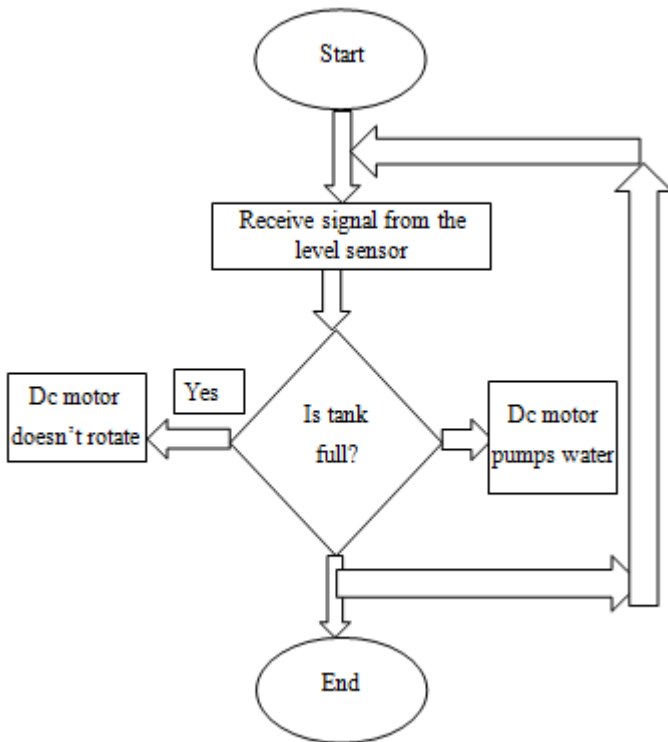 Start
Receive signal from the
level sensor
Yes
Dc motor
doesn’t rotate
Is tank
full?
Dc motor
pumps water
End